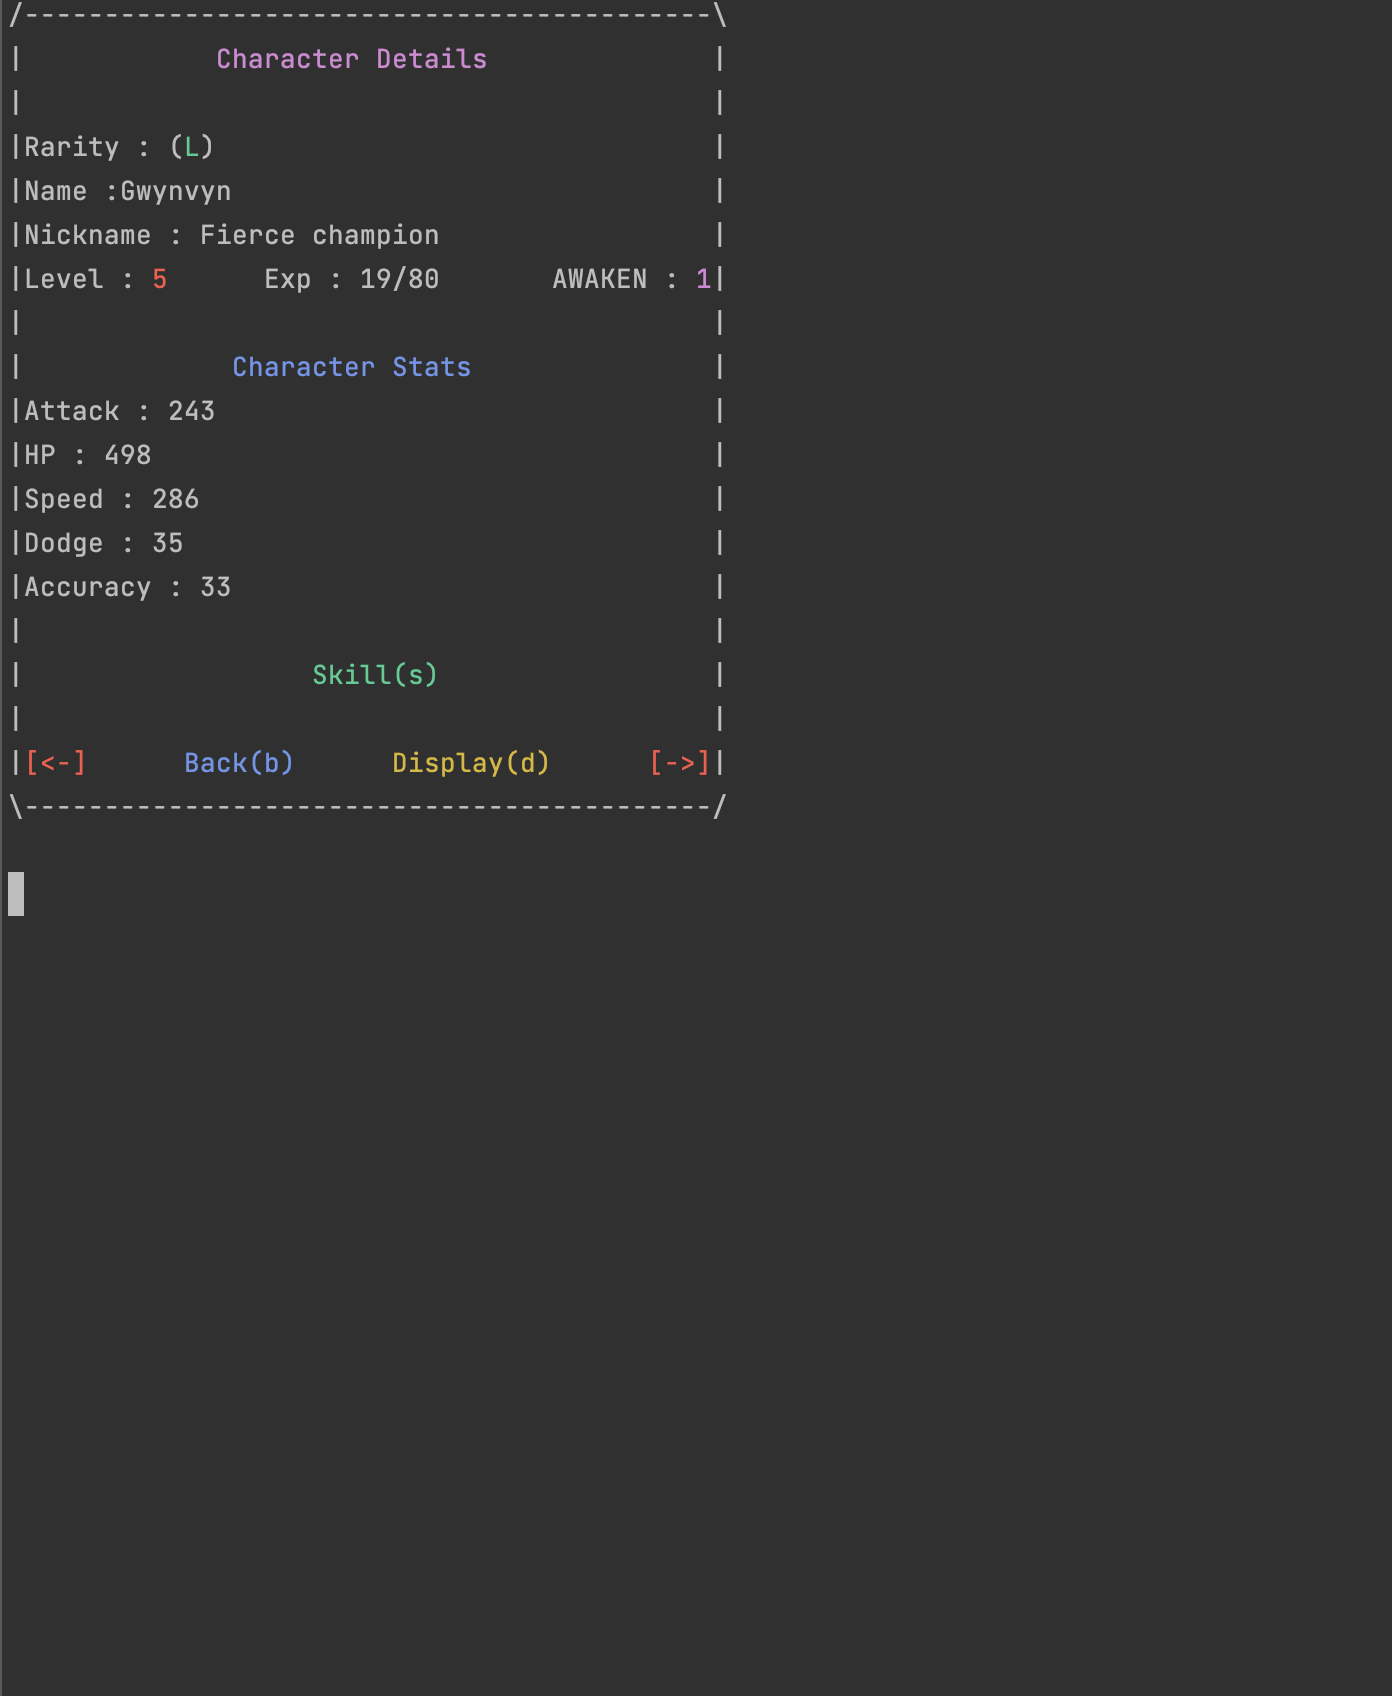 /-------------------------------------------\
|            Character Details              |
|                                           |
|Rarity : (L)                               |
|Name :Gwynvyn                              |
|Nickname : Fierce champion                 |
|Level : 5      Exp : 19/80       AWAKEN : 1|
|                                           |
|             Character Stats               |
|Attack : 243                               |
|HP : 498                                   |
|Speed : 286                                |
|Dodge : 35                                 |
|Accuracy : 33                              |
|                                           |
|                  Skill(s)                 |
|                                           |
|[<-]      Back(b)      Display(d)      [->]|
\-------------------------------------------/